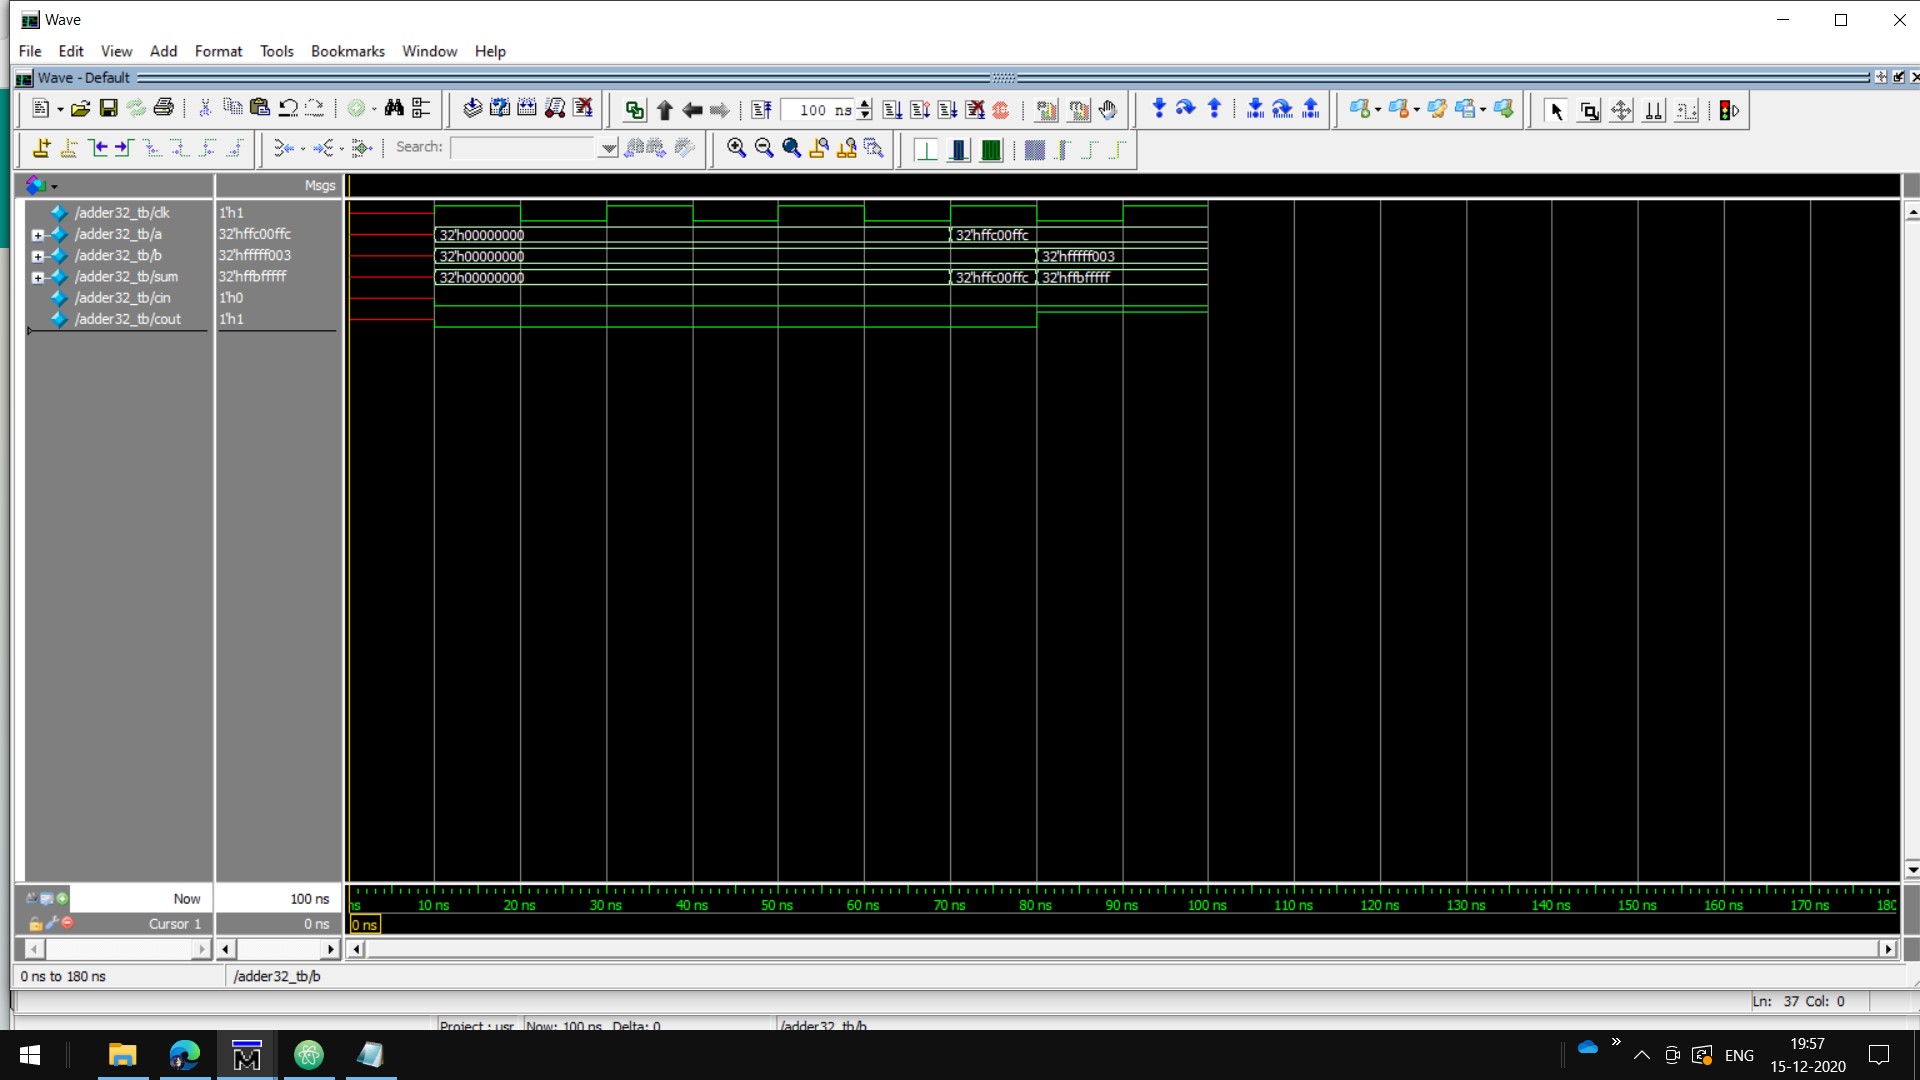 Wave
File Edit View Add Format Tools Bookmarks Window Help
Wave - Default
100 ns
Search:
Msgs
/adder32_tb/clk 1'h1
/adder32_tb/a 32'hffc00ffc 32'h00000000 32'hffc00ffc
/adder32_tb/b 32'hfffff003 32'h00000000 32'hfffff003
/adder32_tb/sum 32'hffbfffff 32'h00000000 32'hffc00ffc 32'hffbfffff
/adder32_tb/cin 1'h0
/adder32_tb/cout 1'h1
Now 100 ns
ns 10 ns 20 ns 30 ns 40 ns 50 ns 60 ns 70 ns 80 ns 90 ns 100 ns 110 ns 120 ns 130 ns 140 ns 150 ns 160 ns 170 ns 180
Cursor 1 0 ns 0 ns
0 ns to 180 ns /adder32_tb/b
Ln: 37 Col: 0
Project : usr Now: 100 ns Delta: 0 /adder32_tb/b
ENG 19:57
15-12-2020